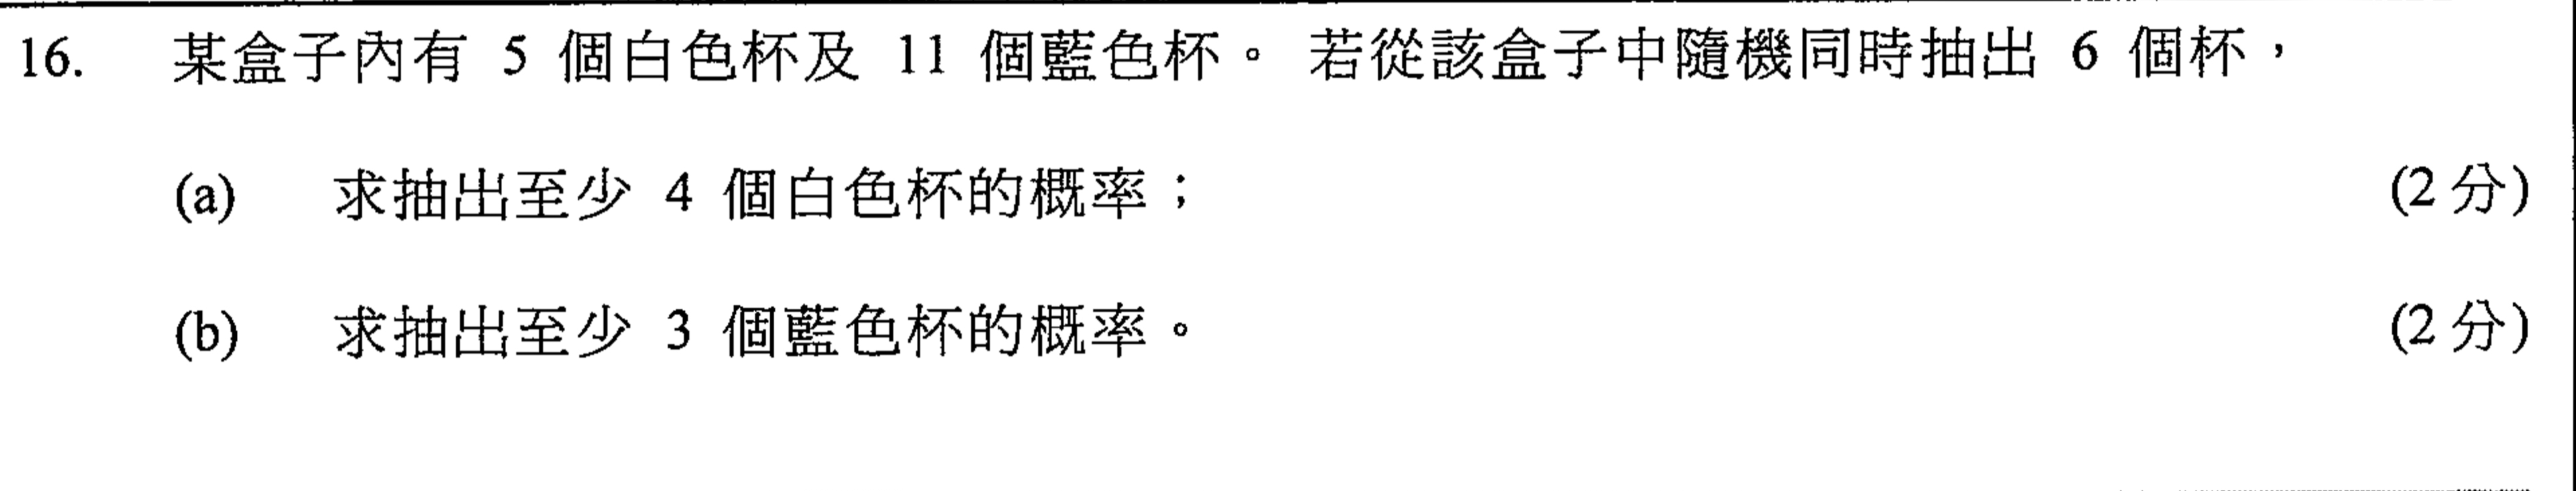 16. 某盒子內有 5 個白色杯及 11 個藍色杯。 若從該盒子中隨機同時抽出 6 個杯，
(a) 求抽出至少 4 個白色杯的概率； (2 分)
(b) 求抽出至少 3 個藍色杯的概率。 (2 分)